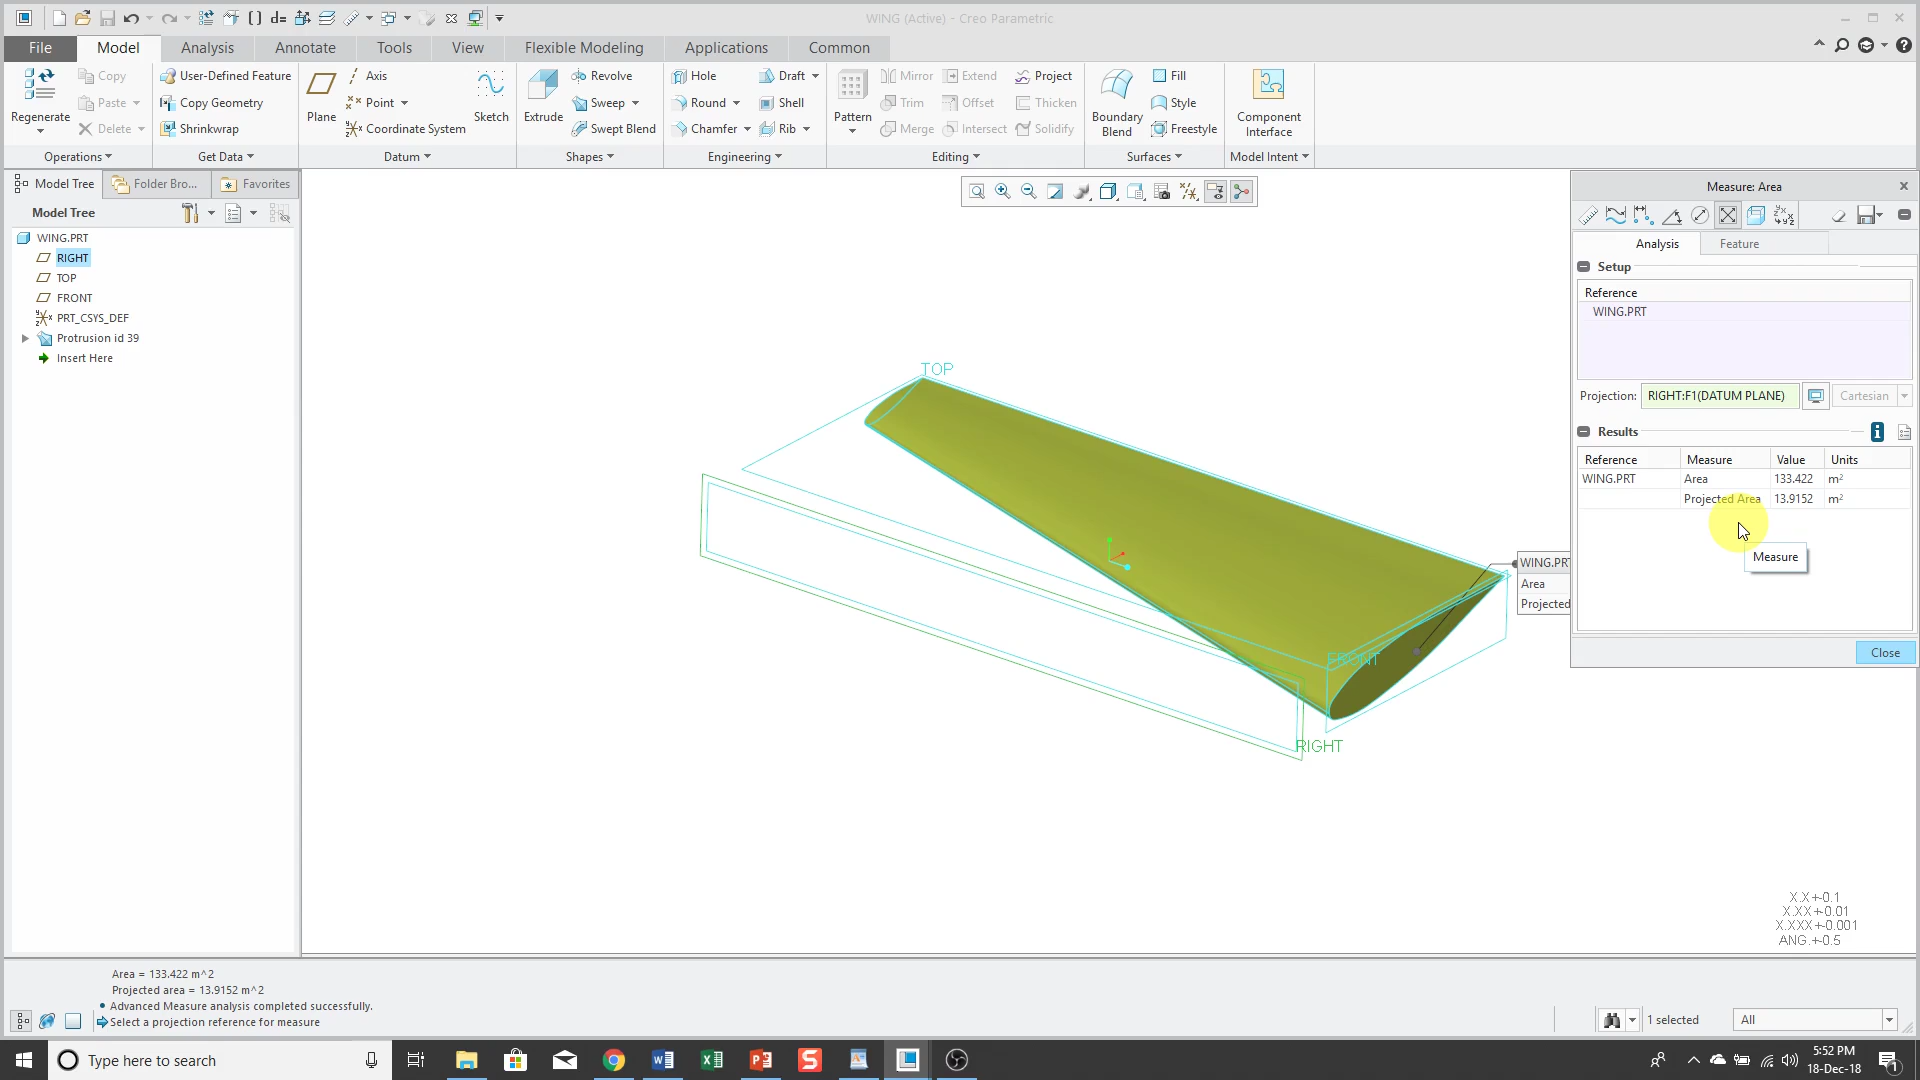 WING (Active) - Creo Parametric
File Model Analysis Annotate Tools View Flexible Modeling Applications Common
Regenerate
Copy
Paste
Delete
Operations
User-Defined Feature
Copy Geometry
Shrinkwrap
Get Data
Plane
Axis
Point
Coordinate System
Sketch
Datum
Extrude
Revolve
Sweep
Swept Blend
Shapes
Hole
Round
Chamfer
Draft
Shell
Rib
Engineering
Pattern
Mirror
Trim
Merge
Extend
Offset
Intersect
Project
Thicken
Solidify
Editing
Boundary
Blend
Fill
Style
Freestyle
Surfaces
Component
Interface
Model Intent
Model Tree
Folder Bro...
Favorites
Model Tree
WING.PRT
RIGHT
TOP
FRONT
PRT_CSYS_DEF
Protrusion id 39
Insert Here
TOP
FRONT
RIGHT
WING.PRT
Area
Projected
Measure: Area
Analysis
Feature
Setup
Reference
WING.PRT
Projection: RIGHT:F1(DATUM PLANE) Cartesian
Results
Reference Measure Value Units
WING.PRT Area 133.422 m²
Projected Area 13.9152 m²
Measure
Close
X.X+-0.1
X.XX+-0.01
X.XXX+-0.001
ANG.+-0.5
Area = 133.422 m^2
Projected area = 13.9152 m^2
Advanced Measure analysis completed successfully.
Select a projection reference for measure
1 selected
All
Type here to search
5:52 PM
18-Dec-18
1